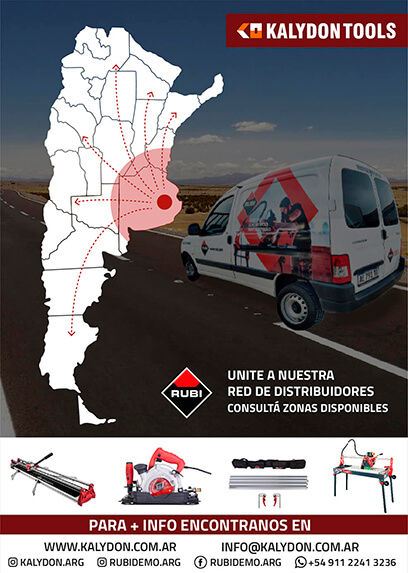 KALYDON TOOLS
RUBI
UNITE A NUESTRA
RED DE DISTRIBUIDORES
CONSULTÁ ZONAS DISPONIBLES
PARA + INFO ENCONTRANOS EN
WWW.KALYDON.COM.AR INFO@KALYDON.COM.AR
KALYDON.ARG RUBIDEMO.ARG RUBIDEMO.ARG +54 911 2241 3236